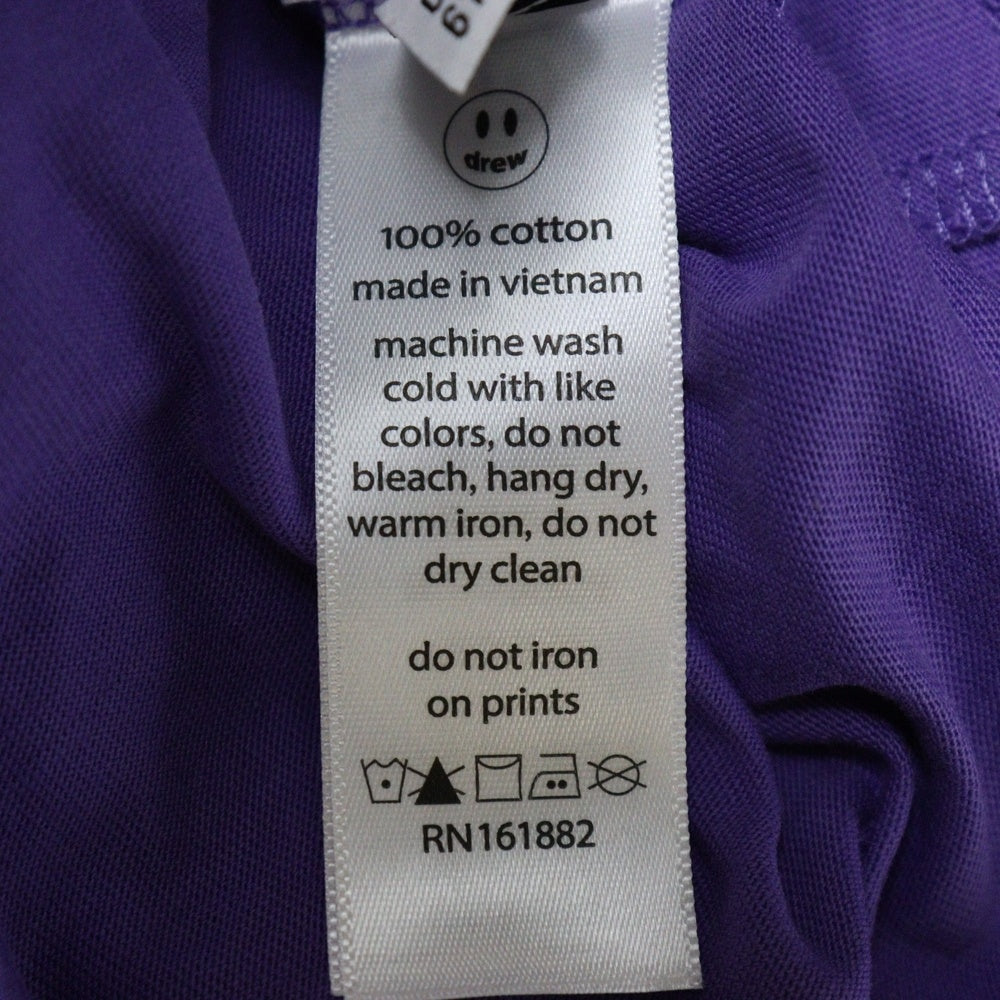 drew
100% cotton
made in vietnam
machine wash
cold with like
colors, do not
bleach, hang dry,
warm iron, do not
dry clean
do not iron
on prints
RN161882